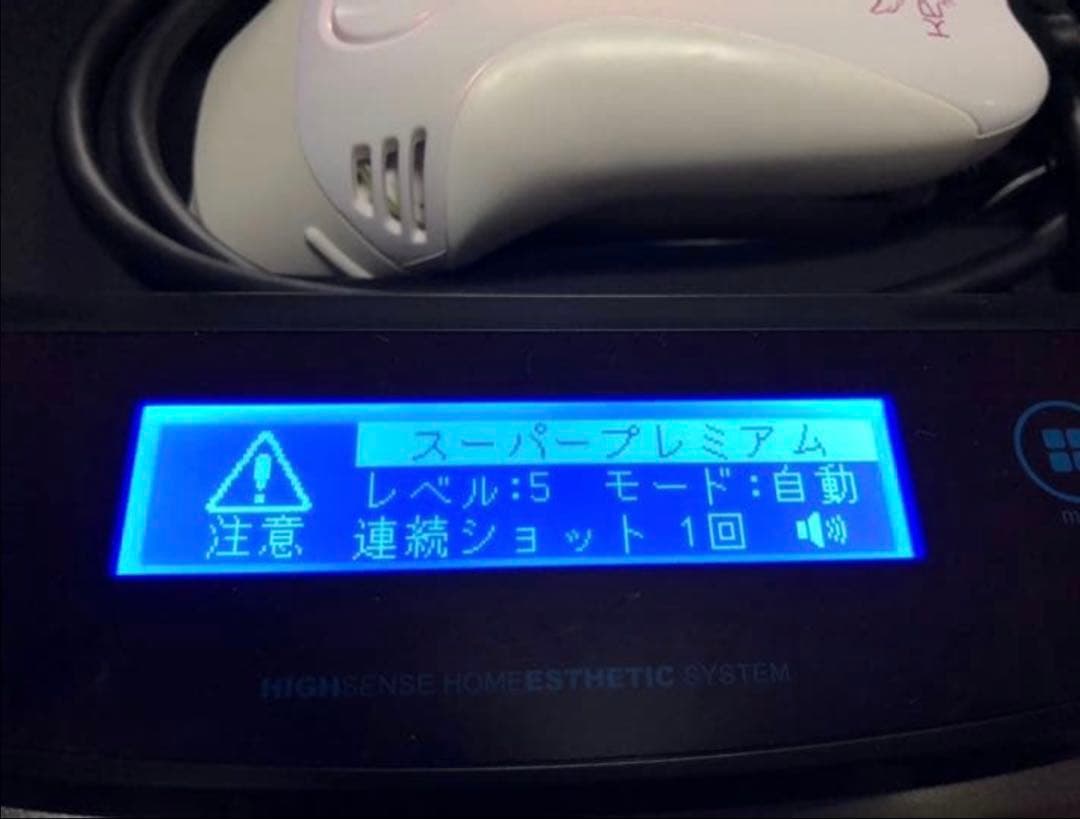 スーパープレミアム
レベル:5 モード:自動
注意 連続ショット 1回
HIGHSENSE HOMEESTHETIC SYSTEM